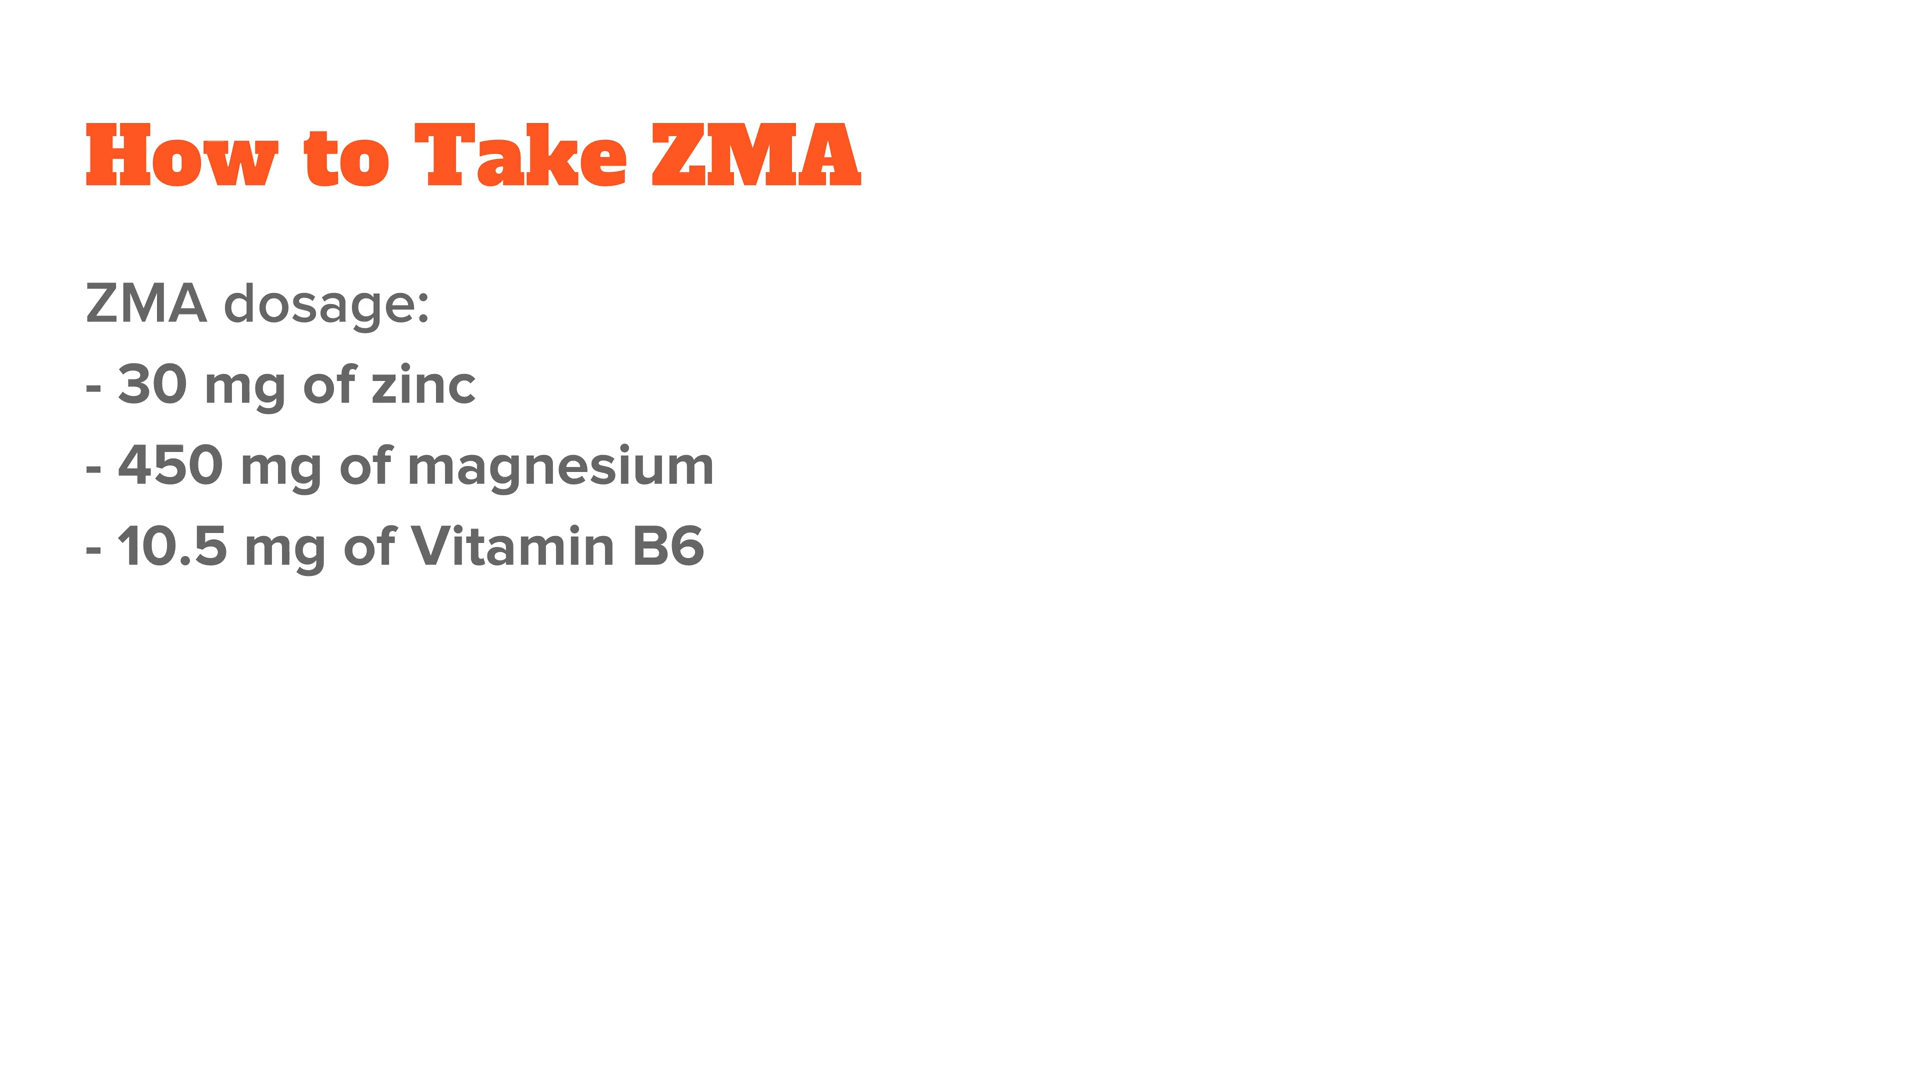 How to Take ZMA
ZMA dosage:
- 30 mg of zinc
- 450 mg of magnesium
- 10.5 mg of Vitamin B6